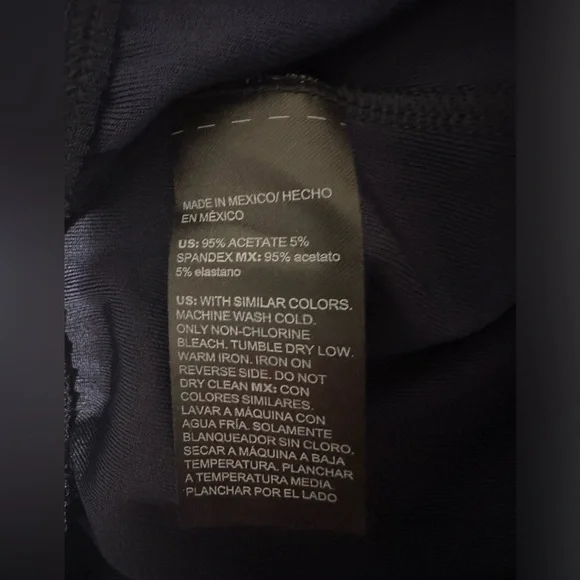 MADE IN MEXICO/ HECHO
EN MÉXICO
US: 95% ACETATE 5%
SPANDEX MX: 95% acetato
5% elastano
US: WITH SIMILAR COLORS.
MACHINE WASH COLD.
ONLY NON-CHLORINE
BLEACH. TUMBLE DRY LOW.
WARM IRON. IRON ON
REVERSE SIDE. DO NOT
DRY CLEAN MX: CON
COLORES SIMILARES.
LAVAR A MÁQUINA CON
AGUA FRÍA. SOLAMENTE
BLANQUEADOR SIN CLORO.
SECAR A MÁQUINA A BAJA
TEMPERATURA. PLANCHAR
A TEMPERATURA MEDIA.
PLANCHAR POR EL LADO